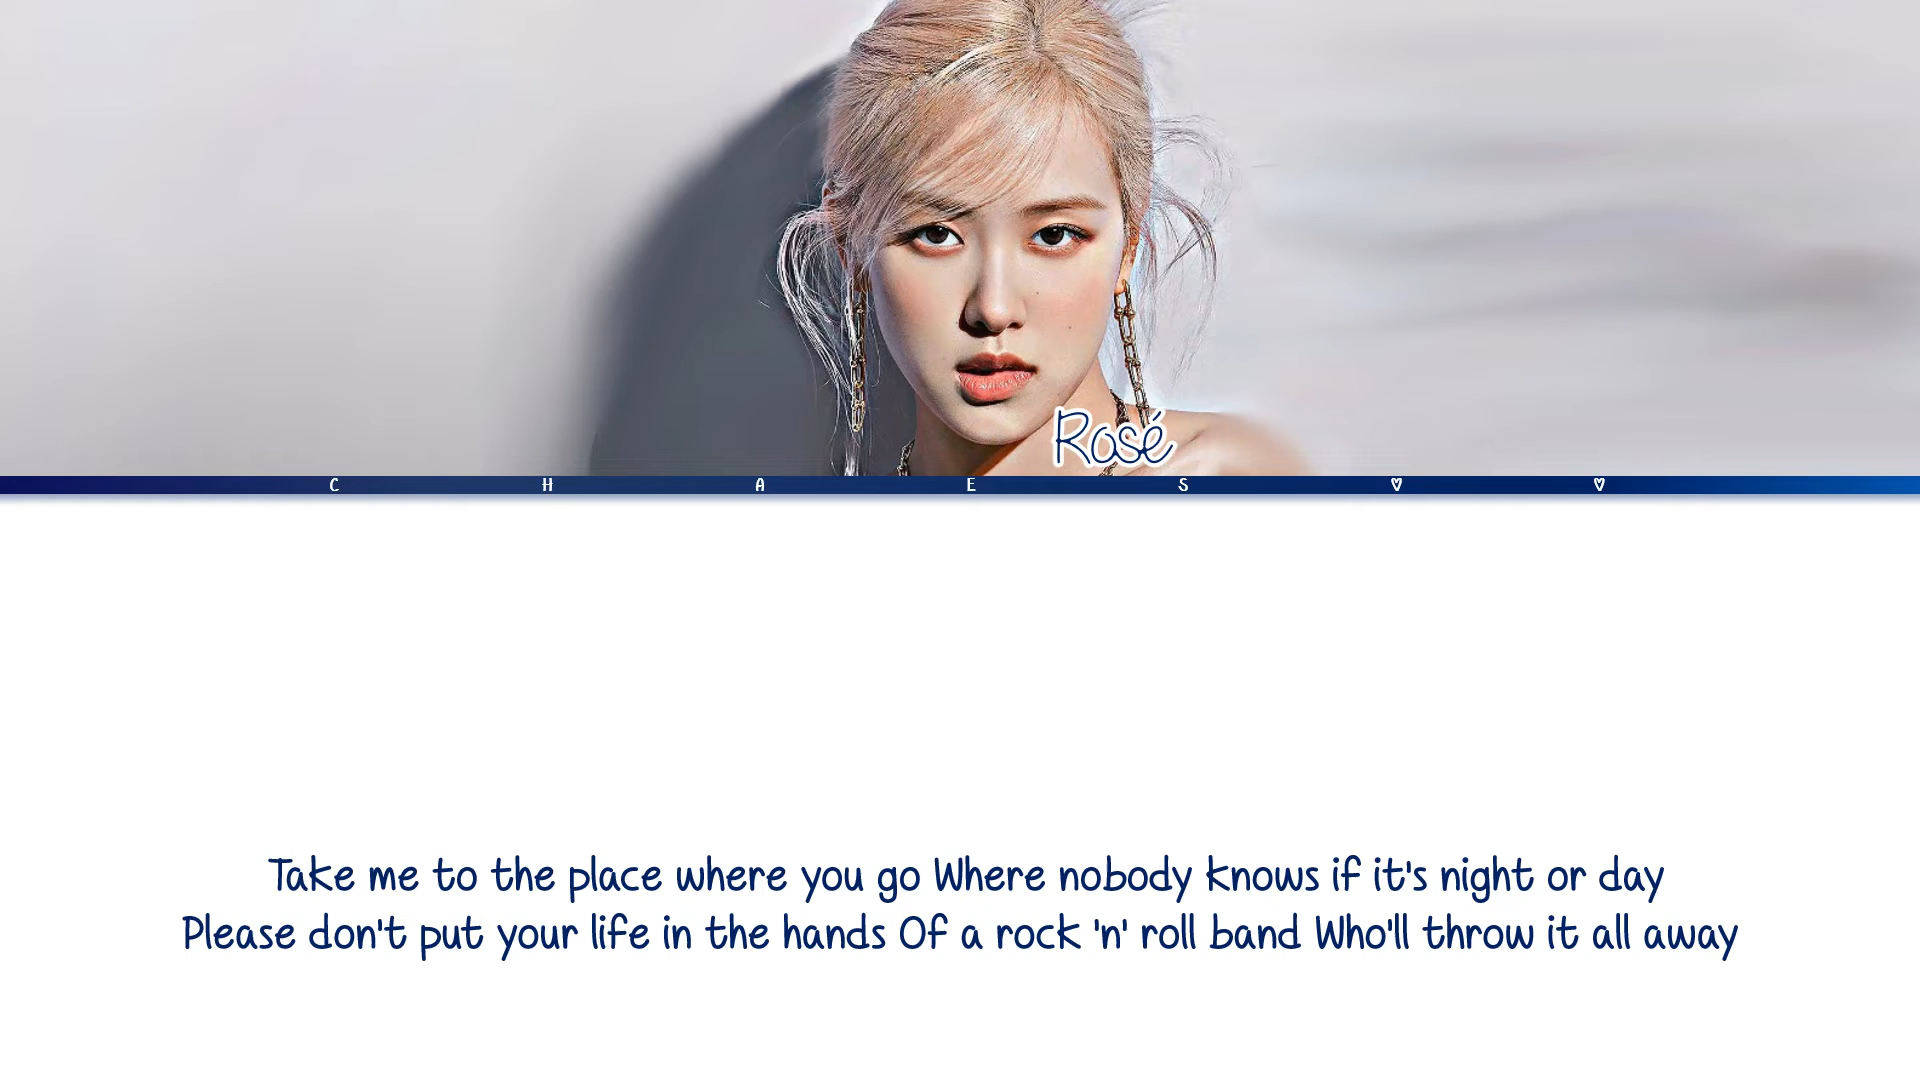 Rosé
C H A E S ♡ ♡
Take me to the place where you go Where nobody knows if it's night or day
Please don't put your life in the hands Of a rock 'n' roll band Who'll throw it all away